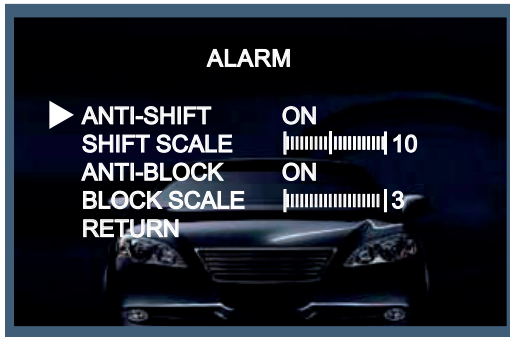 ALARM
ANTI-SHIFT ON
SHIFT SCALE 10
ANTI-BLOCK ON
BLOCK SCALE 3
RETURN